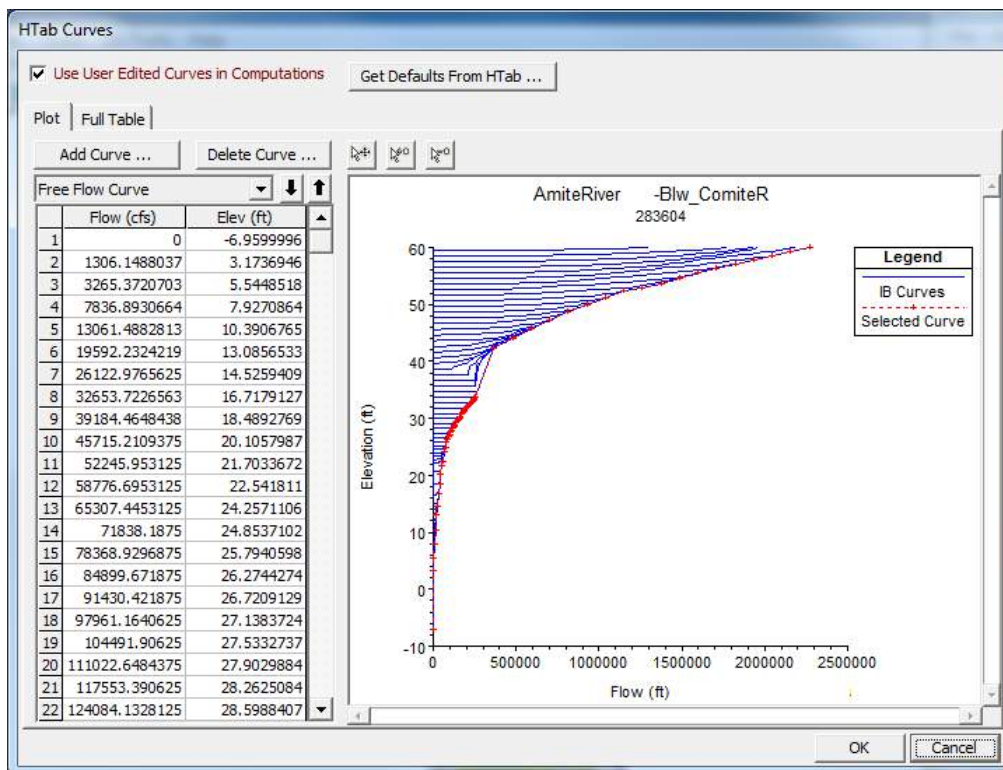 HTab Curves
Use User Edited Curves in Computations Get Defaults From HTab ...
Plot Full Table
Add Curve ... Delete Curve ...
Free Flow Curve
Flow (cfs) Elev (ft)
1 0 -6.9599996
2 1306.1488037 3.1736946
3 3265.3720703 5.5448518
4 7836.8930664 7.9270864
5 13061.4882813 10.3906765
6 19592.2324219 13.0856533
7 26122.9765625 14.5259409
8 32653.7226563 16.7179127
9 39184.4648438 18.4892769
10 45715.2109375 20.1057987
11 52245.953125 21.7033672
12 58776.6953125 22.541811
13 65307.4453125 24.2571106
14 71838.1875 24.8537102
15 78368.9296875 25.7940598
16 84899.671875 26.2744274
17 91430.421875 26.7209129
18 97961.1640625 27.1383724
19 104491.90625 27.5332737
20 111022.6484375 27.9029884
21 117553.390625 28.2625084
22 124084.1328125 28.5988407
AmiteRiver -Blw_ComiteR
283604
60
50
40
30
20
10
0
-10
Elevation (ft)
0 500000 1000000 1500000 2000000 2500000
Flow (ft)
Legend
IB Curves
Selected Curve
OK Cancel